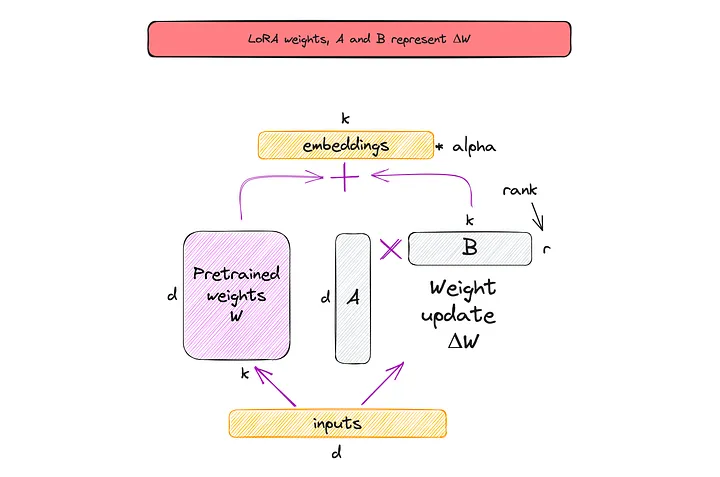 LoRA weights, A and B represent ΔW
k
embeddings * alpha
rank
k
d
Pretrained
weights
W
d
A
B
r
Weight
update
ΔW
k
inputs
d